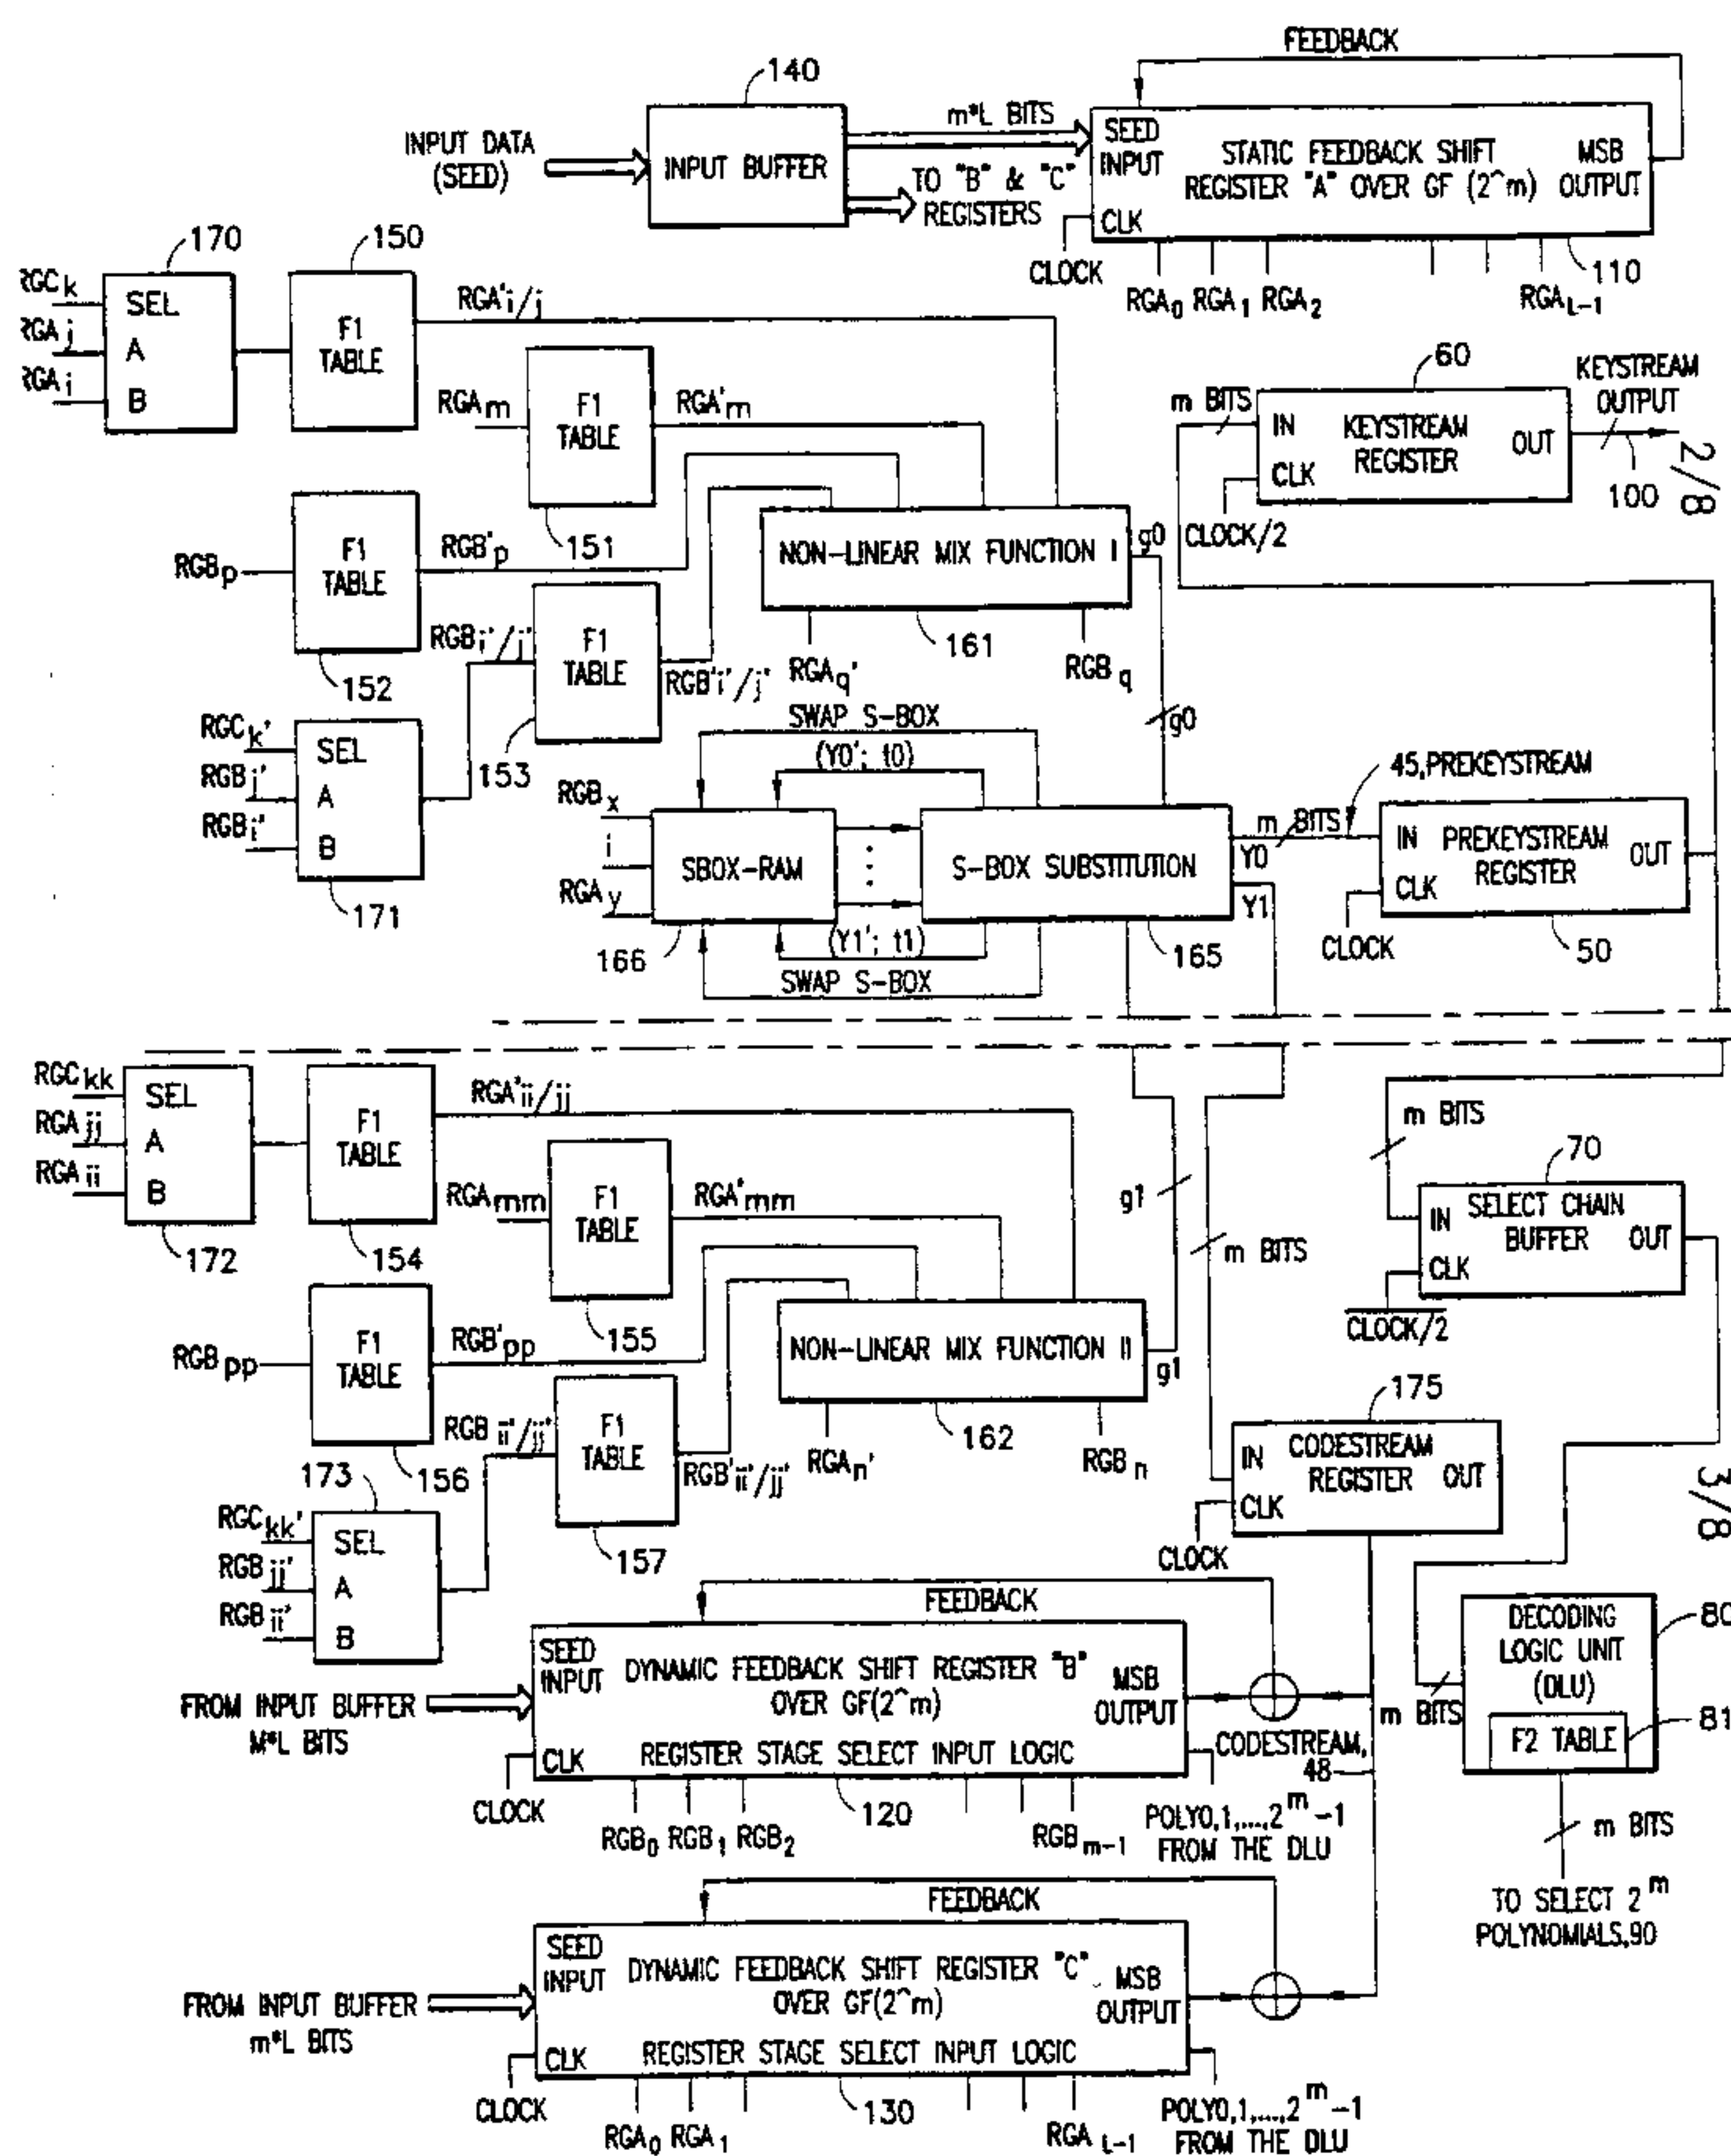 FEEDBACK
140
INPUT DATA
(SEED)
INPUT BUFFER
m*L BITS
TO "B" & "C"
REGISTERS
SEED
INPUT
STATIC FEEDBACK SHIFT
REGISTER "A" OVER GF (2^m)
MSB
OUTPUT
CLK
CLOCK
RGA0 RGA1 RGA2
RGAL-1
110
170
150
RGCk
RGAj
RGAi
SEL
A
B
F1
TABLE
RGA'i/j
RGAm
F1
TABLE
RGA'm
151
60
m BITS
IN
KEYSTREAM
REGISTER
OUT
CLK
CLOCK/2
KEYSTREAM
OUTPUT
100
2/8
RGBp
F1
TABLE
RGB'p
152
NON-LINEAR MIX FUNCTION I
g0
161
RGAq'
RGBq
g0
RGBi'/j'
F1
TABLE
RGB'i'/j'
153
RGCk'
RGBj'
RGBi'
SEL
A
B
171
SWAP S-BOX
(Y0'; t0)
RGBx
i
RGAy
SBOX-RAM
S-BOX SUBSTITUTION
166
(Y1'; t1)
SWAP S-BOX
165
m BITS
Y0
Y1
45,PREKEYSTREAM
IN
PREKEYSTREAM
REGISTER
OUT
CLK
CLOCK
50
RGCkk
RGAjj
RGAii
SEL
A
B
172
F1
TABLE
154
RGA'ii/jj
RGAmm
F1
TABLE
RGA'mm
155
g1
m BITS
m BITS
70
IN
SELECT CHAIN
BUFFER
OUT
CLK
CLOCK/2
RGBpp
F1
TABLE
RGB'pp
156
NON-LINEAR MIX FUNCTION II
g1
162
RGAn'
RGBn
RGBii'/jj'
F1
TABLE
RGB'ii'/jj'
157
173
RGCkk'
RGBjj'
RGBii'
SEL
A
B
175
IN
CODESTREAM
REGISTER
OUT
CLK
CLOCK
3/8
FEEDBACK
SEED
INPUT
DYNAMIC FEEDBACK SHIFT REGISTER "B"
OVER GF(2^m)
MSB
OUTPUT
REGISTER STAGE SELECT INPUT LOGIC
CLK
FROM INPUT BUFFER
M*L BITS
CLOCK
RGB0 RGB1 RGB2
120
RGBm-1
CODESTREAM,
48
POLY0,1,...,2^m-1
FROM THE DLU
m BITS
DECODING
LOGIC UNIT
(DLU)
F2 TABLE
80
81
m BITS
TO SELECT 2^m
POLYNOMIALS,90
FEEDBACK
SEED
INPUT
DYNAMIC FEEDBACK SHIFT REGISTER "C"
OVER GF(2^m)
MSB
OUTPUT
REGISTER STAGE SELECT INPUT LOGIC
CLK
FROM INPUT BUFFER
m*L BITS
CLOCK
RGA0 RGA1
130
RGAL-1
POLY0,1,...,2^m-1
FROM THE DLU